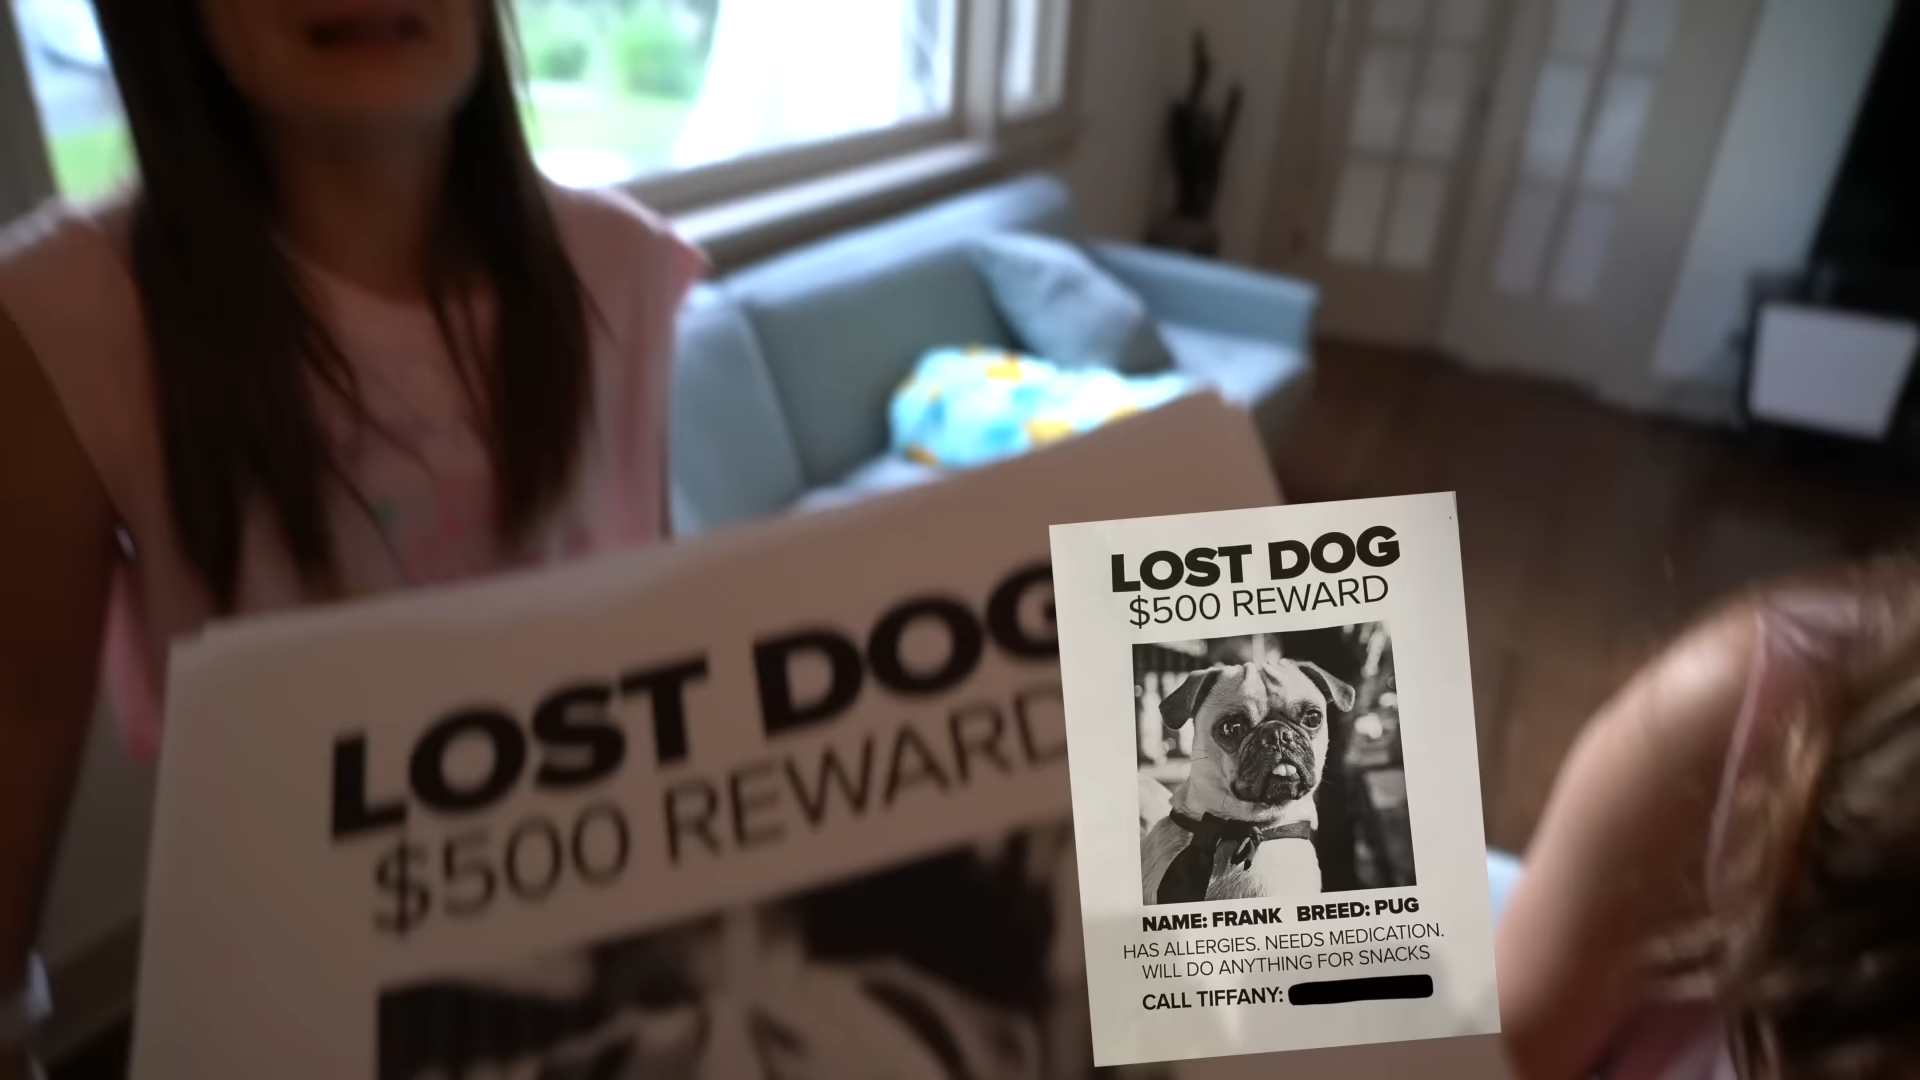 LOST DOG
$500 REWARD
LOST DOG
$500 REWARD
NAME: FRANK BREED: PUG
HAS ALLERGIES. NEEDS MEDICATION.
WILL DO ANYTHING FOR SNACKS
CALL TIFFANY: